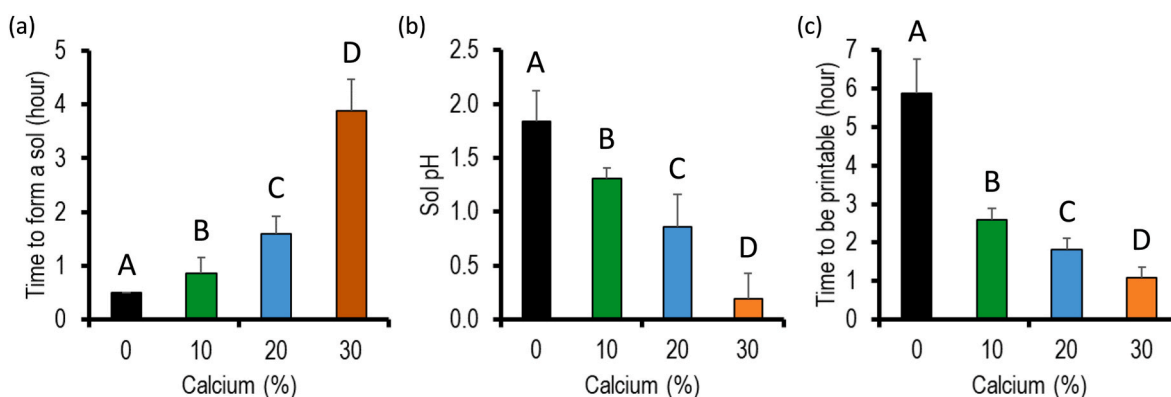 (a)
Time to form a sol (hour)
5
4
3
2
1
0
A
B
C
D
0 10 20 30
Calcium (%)
(b)
Sol pH
2.5
2.0
1.5
1.0
0.5
0.0
A
B
C
D
0 10 20 30
Calcium (%)
(c)
Time to be printable (hour)
7
6
5
4
3
2
1
0
A
B
C
D
0 10 20 30
Calcium (%)